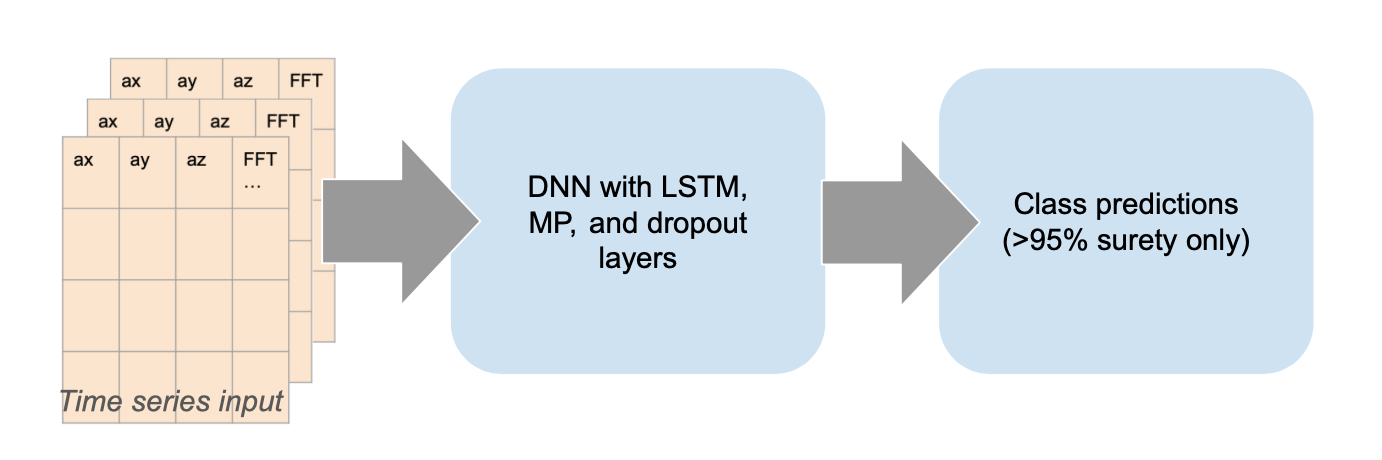 ax ay az FFT
ax ay az FFT
ax ay az FFT
...
Time series input
DNN with LSTM,
MP, and dropout
layers
Class predictions
(>95% surety only)